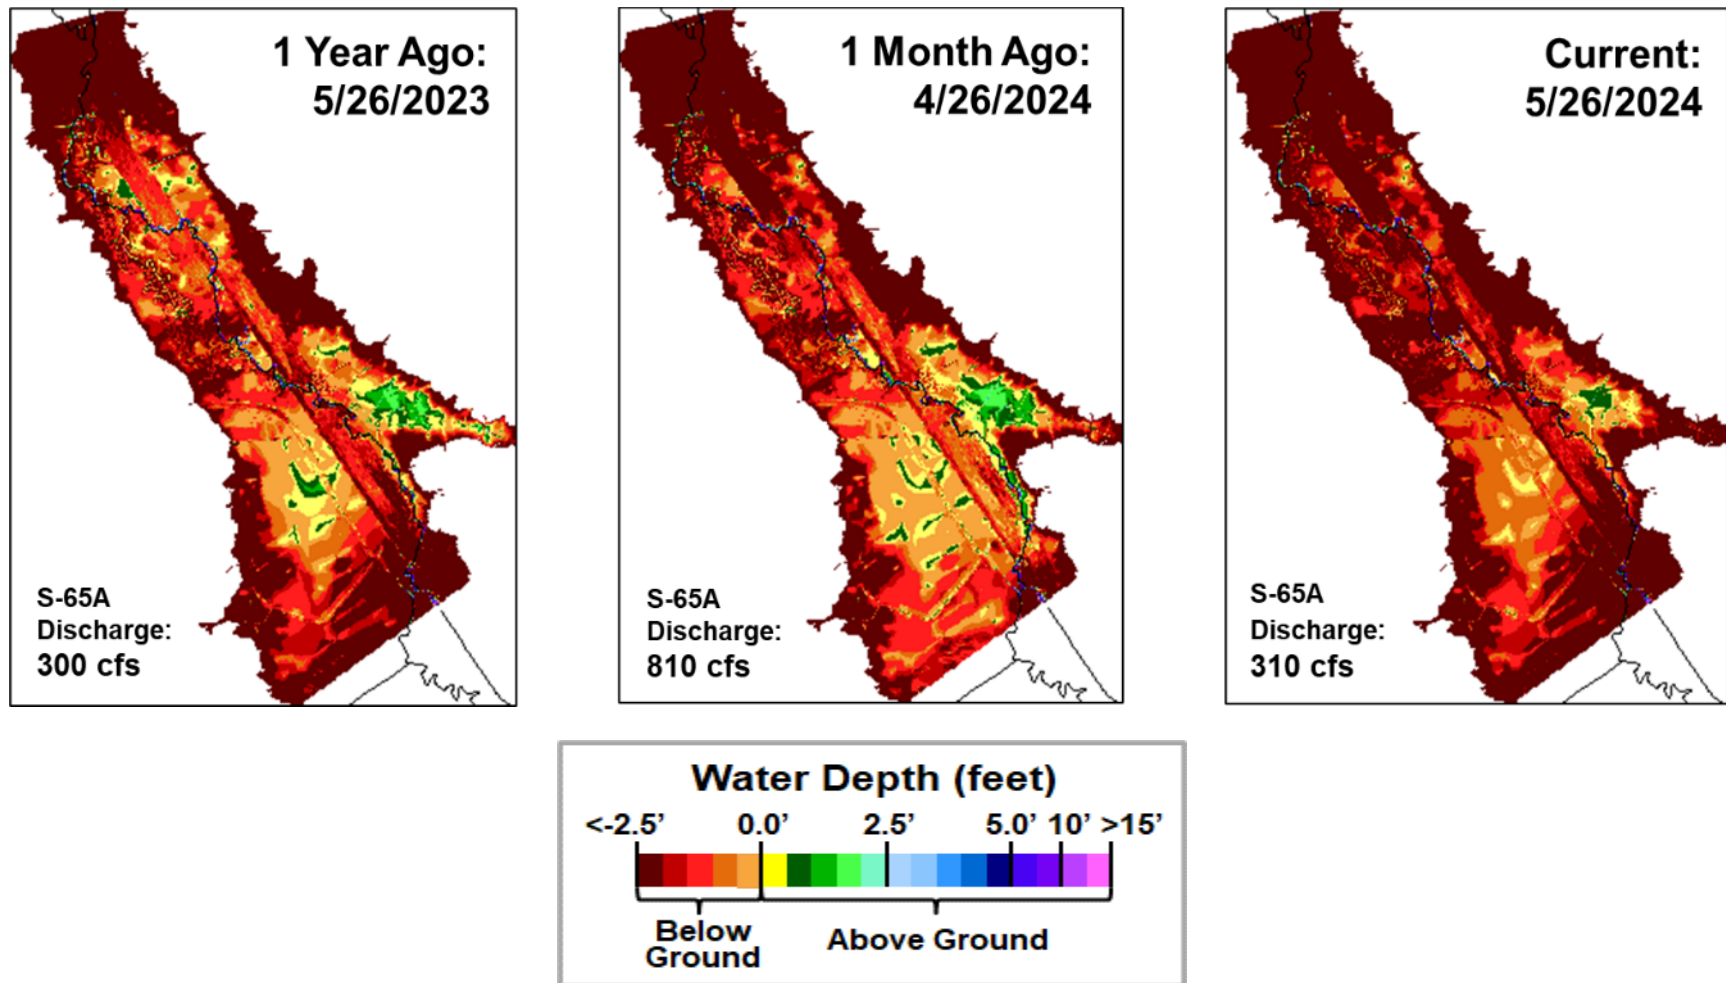 1 Year Ago:
5/26/2023
S-65A
Discharge:
300 cfs
1 Month Ago:
4/26/2024
S-65A
Discharge:
810 cfs
Current:
5/26/2024
S-65A
Discharge:
310 cfs
Water Depth (feet)
<-2.5’ 0.0’ 2.5’ 5.0’ 10’ >15’
Below
Ground
Above Ground